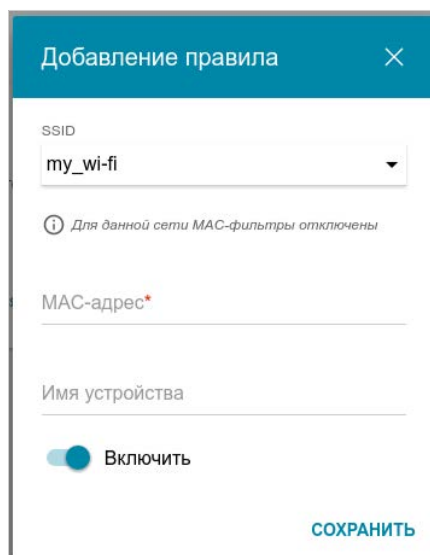 Добавление правила
SSID
my_wi-fi
Для данной сети MAC-фильтры отключены
MAC-адрес*
Имя устройства
Включить
СОХРАНИТЬ